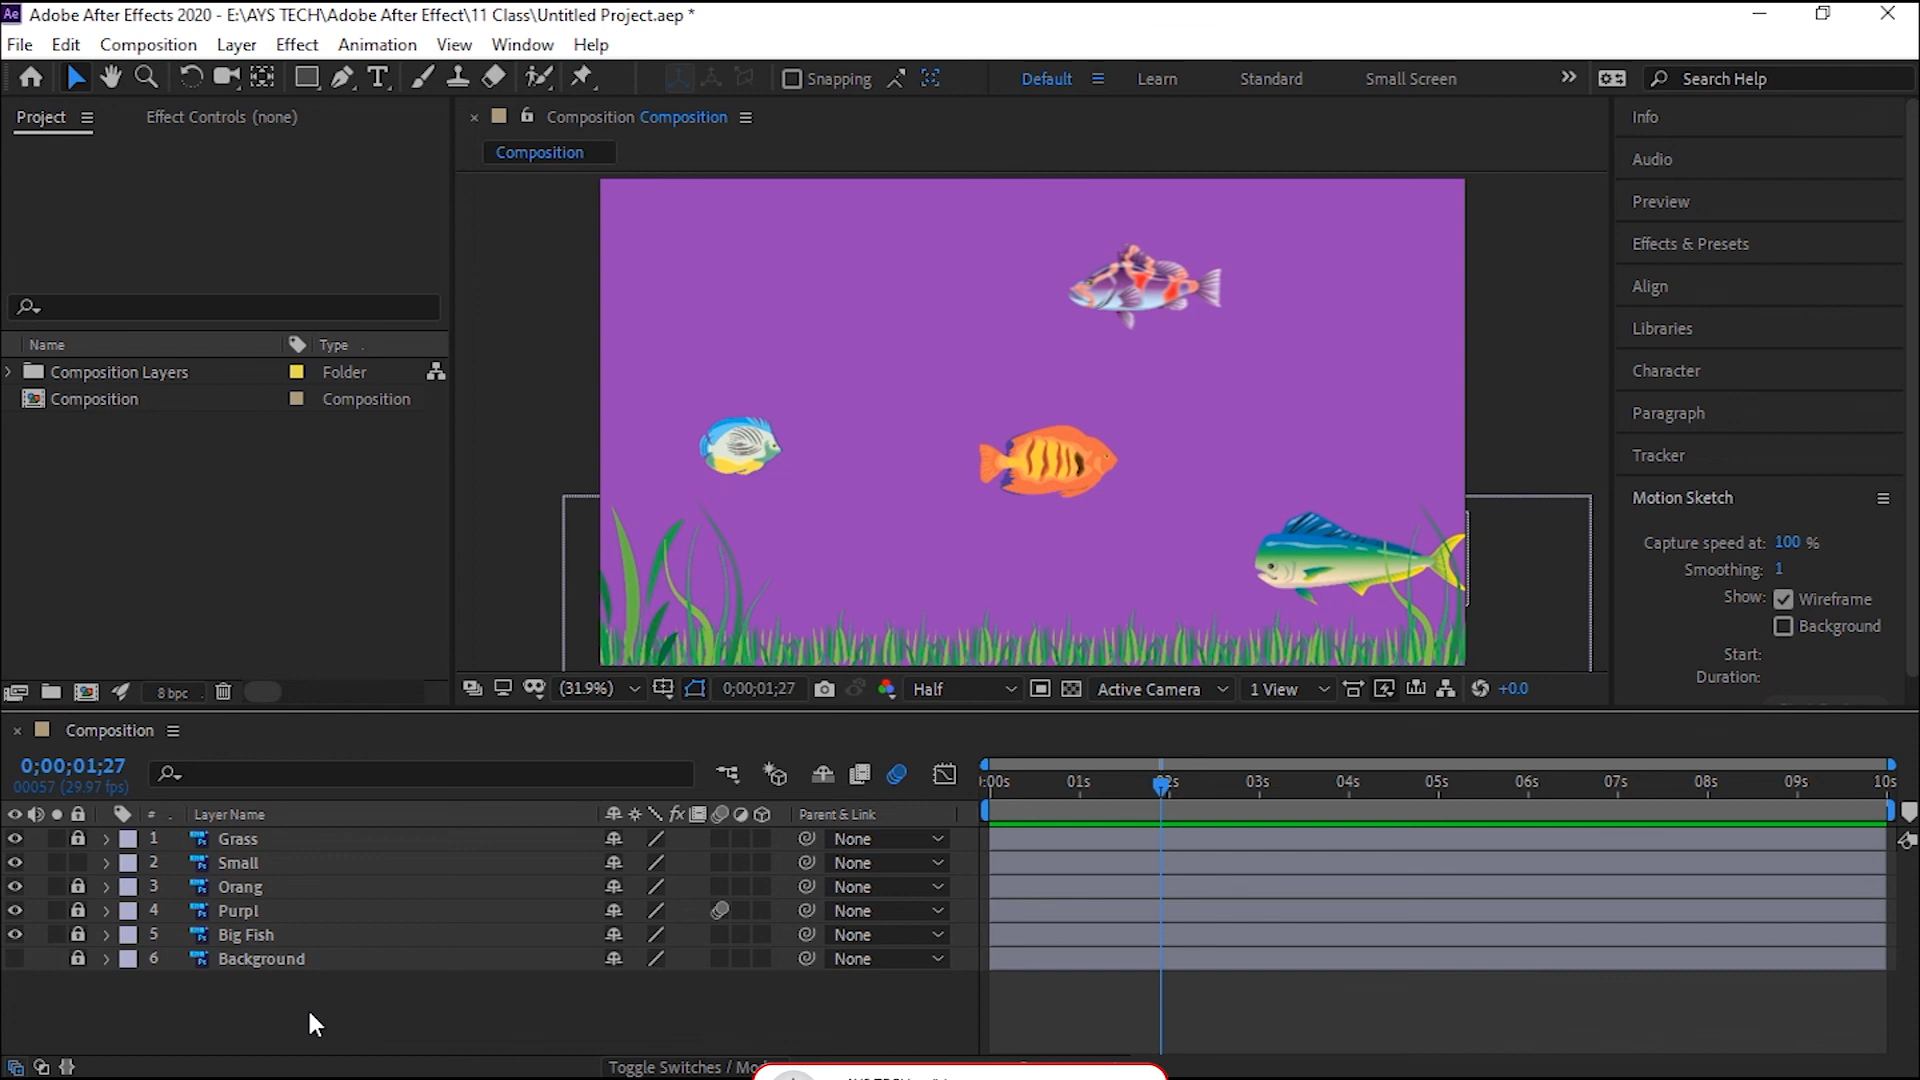 Adobe After Effects 2020 - E:\AYS TECH\Adobe After Effect\11 Class\Untitled Project.aep *
File Edit Composition Layer Effect Animation View Window Help
Snapping Default Learn Standard Small Screen Search Help
Project Effect Controls (none)
Composition Composition
Composition
Name Type
Composition Layers Folder
Composition Composition
8 bpc
(31.9%) 0;00;01;27 Half Active Camera 1 View +0.0
Info
Audio
Preview
Effects & Presets
Align
Libraries
Character
Paragraph
Tracker
Motion Sketch
Capture speed at: 100 %
Smoothing: 1
Show: Wireframe
Background
Start:
Duration:
Composition
0;00;01;27
00057 (29.97 fps)
:00s 01s 02s 03s 04s 05s 06s 07s 08s 09s 10s
# Layer Name fx Parent & Link
1 Grass None
2 Small None
3 Orang None
4 Purpl None
5 Big Fish None
6 Background None
Toggle Switches / Mo